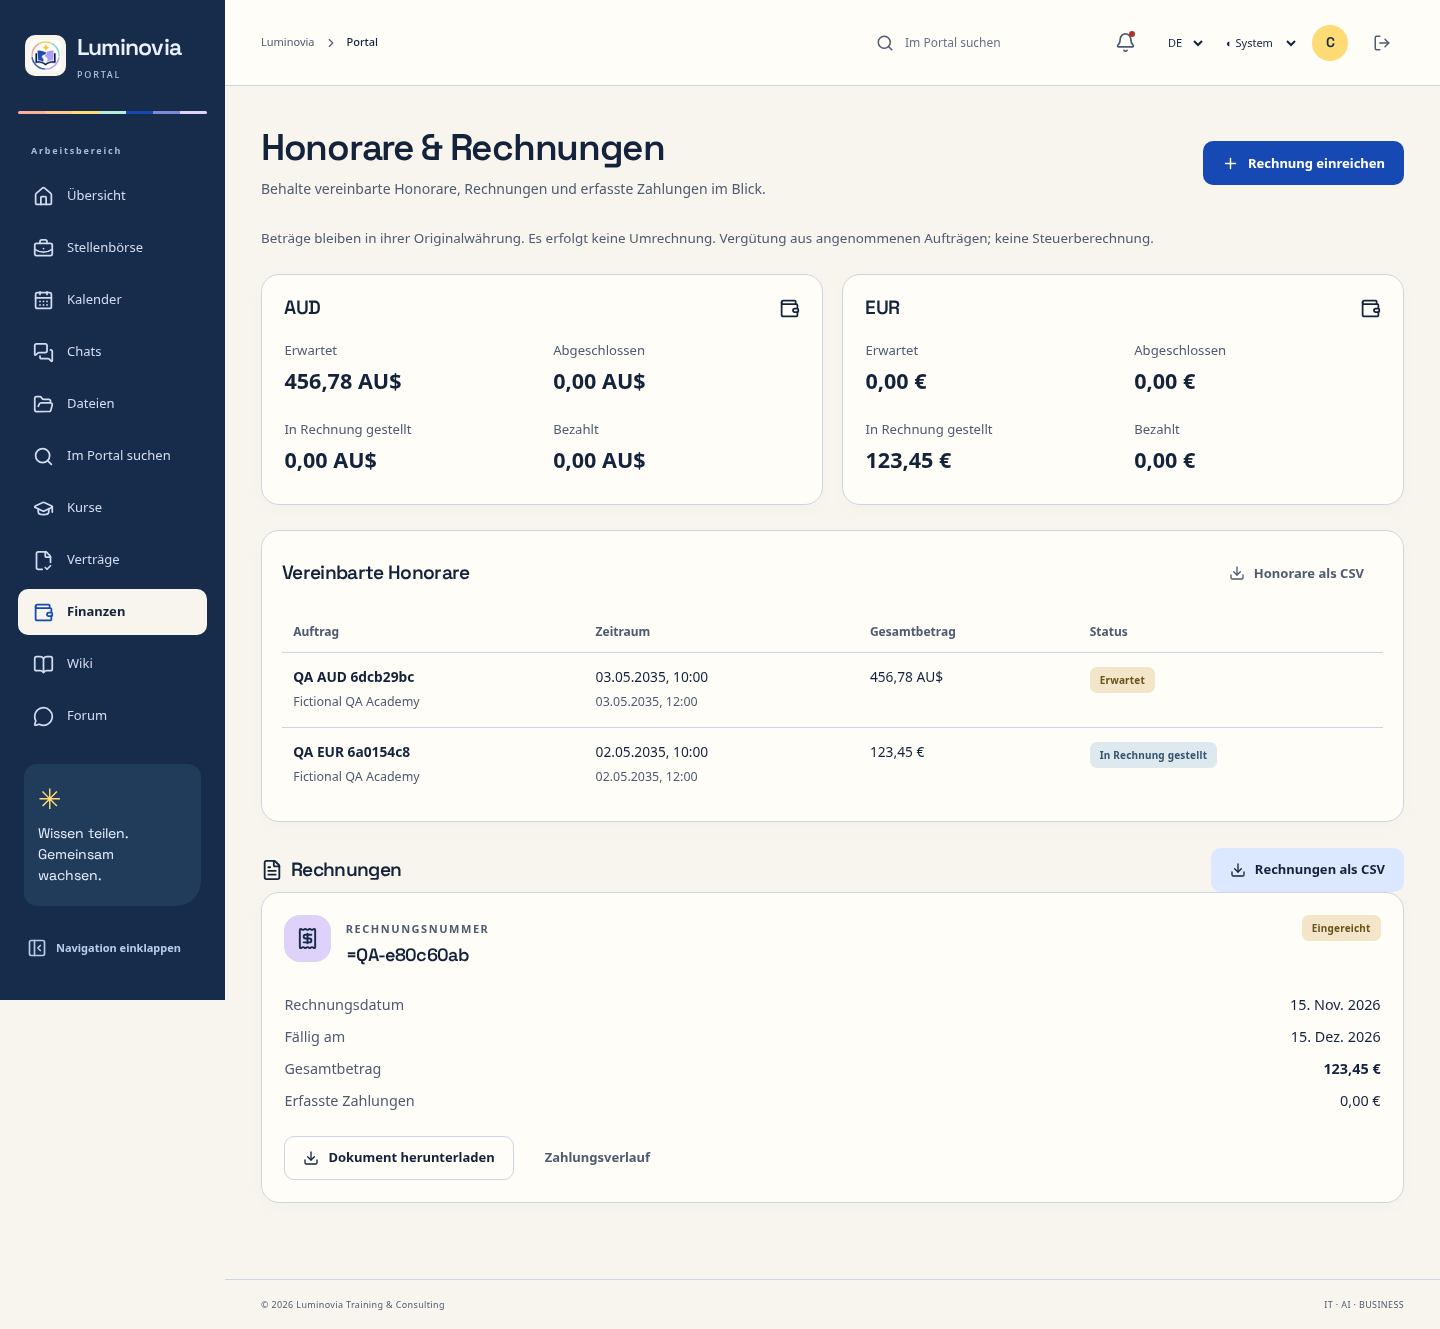 Luminovia
PORTAL
Arbeitsbereich
Übersicht
Stellenbörse
Kalender
Chats
Dateien
Im Portal suchen
Kurse
Verträge
Finanzen
Wiki
Forum
Wissen teilen.
Gemeinsam
wachsen.
Navigation einklappen
Luminovia > Portal
Im Portal suchen
DE
System
C
Honorare & Rechnungen
Behalte vereinbarte Honorare, Rechnungen und erfasste Zahlungen im Blick.
Rechnung einreichen
Beträge bleiben in ihrer Originalwährung. Es erfolgt keine Umrechnung. Vergütung aus angenommenen Aufträgen; keine Steuerberechnung.
AUD
Erwartet Abgeschlossen
456,78 AU$ 0,00 AU$
In Rechnung gestellt Bezahlt
0,00 AU$ 0,00 AU$
EUR
Erwartet Abgeschlossen
0,00 € 0,00 €
In Rechnung gestellt Bezahlt
123,45 € 0,00 €
Vereinbarte Honorare
Honorare als CSV
Auftrag Zeitraum Gesamtbetrag Status
QA AUD 6dcb29bc 03.05.2035, 10:00 456,78 AU$ Erwartet
Fictional QA Academy 03.05.2035, 12:00
QA EUR 6a0154c8 02.05.2035, 10:00 123,45 € In Rechnung gestellt
Fictional QA Academy 02.05.2035, 12:00
Rechnungen
Rechnungen als CSV
RECHNUNGSNUMMER
=QA-e80c60ab
Eingereicht
Rechnungsdatum 15. Nov. 2026
Fällig am 15. Dez. 2026
Gesamtbetrag 123,45 €
Erfasste Zahlungen 0,00 €
Dokument herunterladen
Zahlungsverlauf
© 2026 Luminovia Training & Consulting
IT · AI · BUSINESS